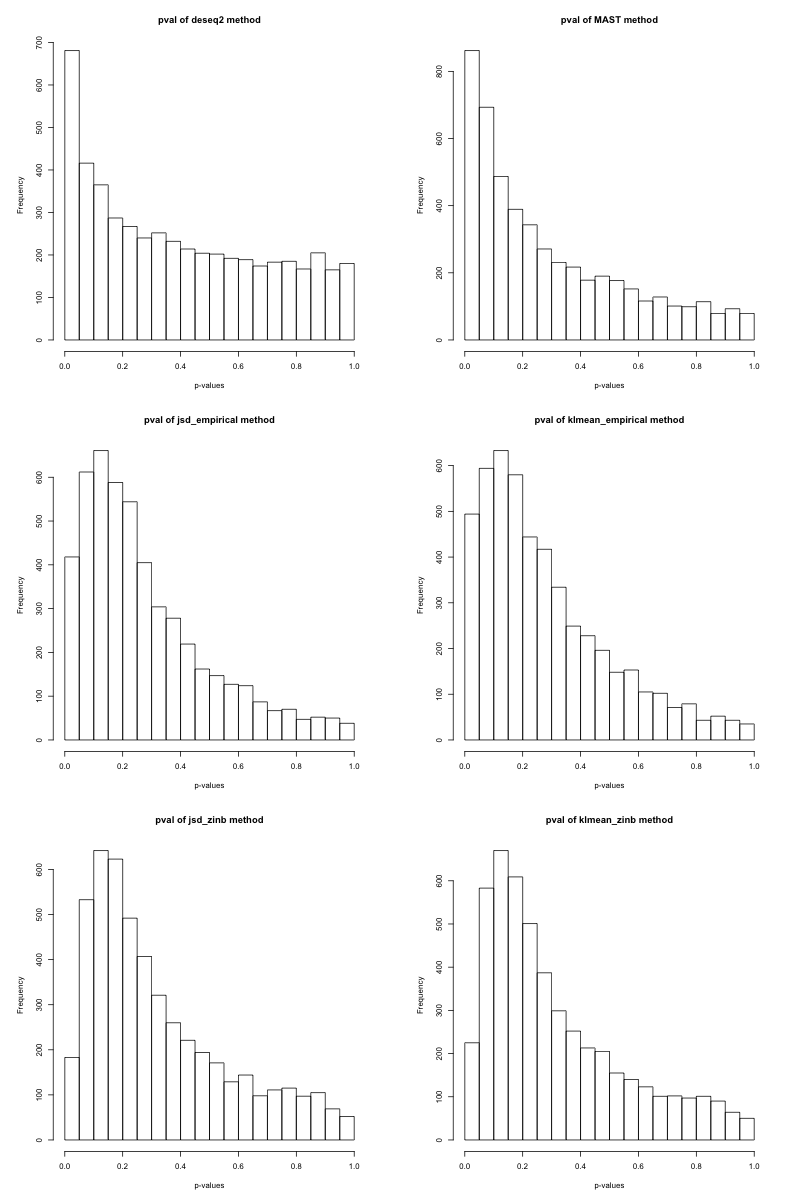 pval of deseq2 method
Frequency
0 100 200 300 400 500 600 700
0.0 0.2 0.4 0.6 0.8 1.0
p-values
pval of MAST method
Frequency
0 200 400 600 800
0.0 0.2 0.4 0.6 0.8 1.0
p-values
pval of jsd_empirical method
Frequency
0 100 200 300 400 500 600
0.0 0.2 0.4 0.6 0.8 1.0
p-values
pval of klmean_empirical method
Frequency
0 100 200 300 400 500 600
0.0 0.2 0.4 0.6 0.8 1.0
p-values
pval of jsd_zinb method
Frequency
0 100 200 300 400 500 600
0.0 0.2 0.4 0.6 0.8 1.0
p-values
pval of klmean_zinb method
Frequency
0 100 200 300 400 500 600
0.0 0.2 0.4 0.6 0.8 1.0
p-values